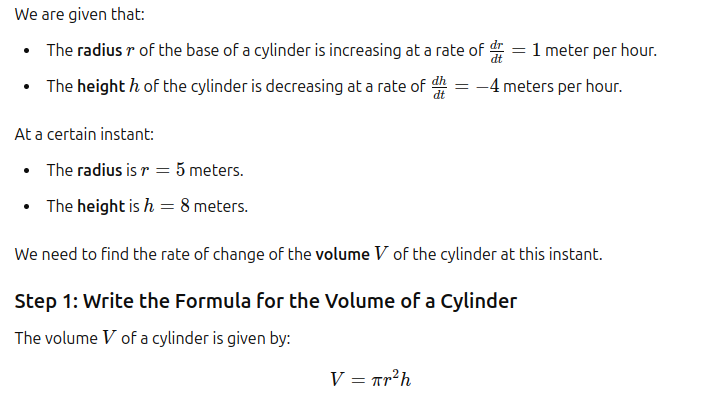 We are given that:
• The radius r of the base of a cylinder is increasing at a rate of dr/dt = 1 meter per hour.
• The height h of the cylinder is decreasing at a rate of dh/dt = −4 meters per hour.
At a certain instant:
• The radius is r = 5 meters.
• The height is h = 8 meters.
We need to find the rate of change of the volume V of the cylinder at this instant.
Step 1: Write the Formula for the Volume of a Cylinder
The volume V of a cylinder is given by:
V = πr²h